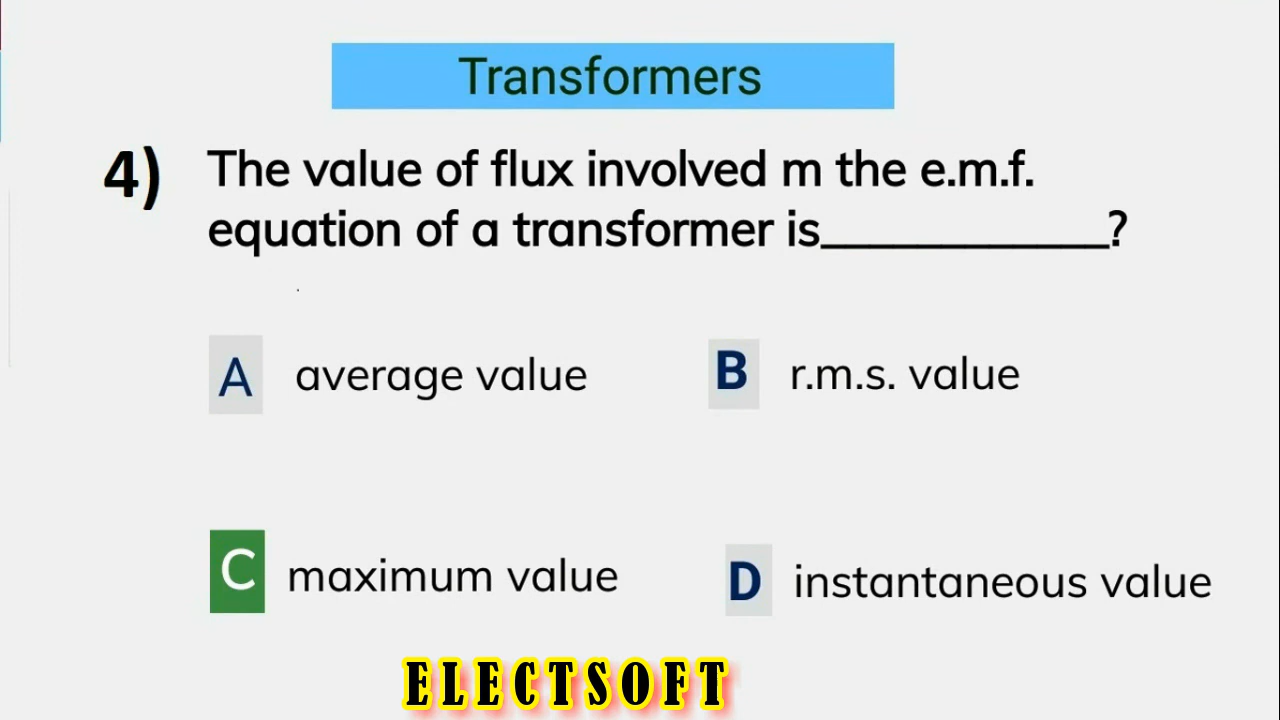 Transformers
4) The value of flux involved m the e.m.f.
equation of a transformer is____________?
A average value
B r.m.s. value
C maximum value
D instantaneous value
ELECTSOFT